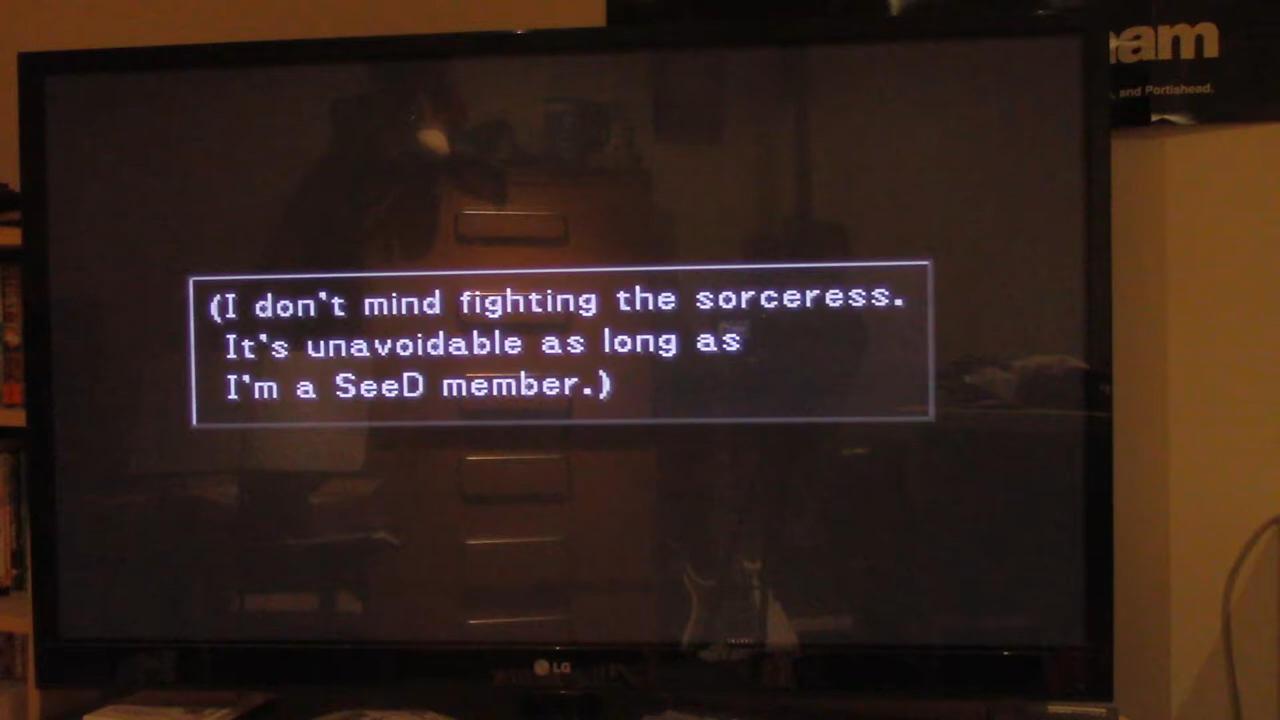 am
, and Portishead.
(I don't mind fighting the sorceress.
It's unavoidable as long as
I'm a SeeD member.)
LG